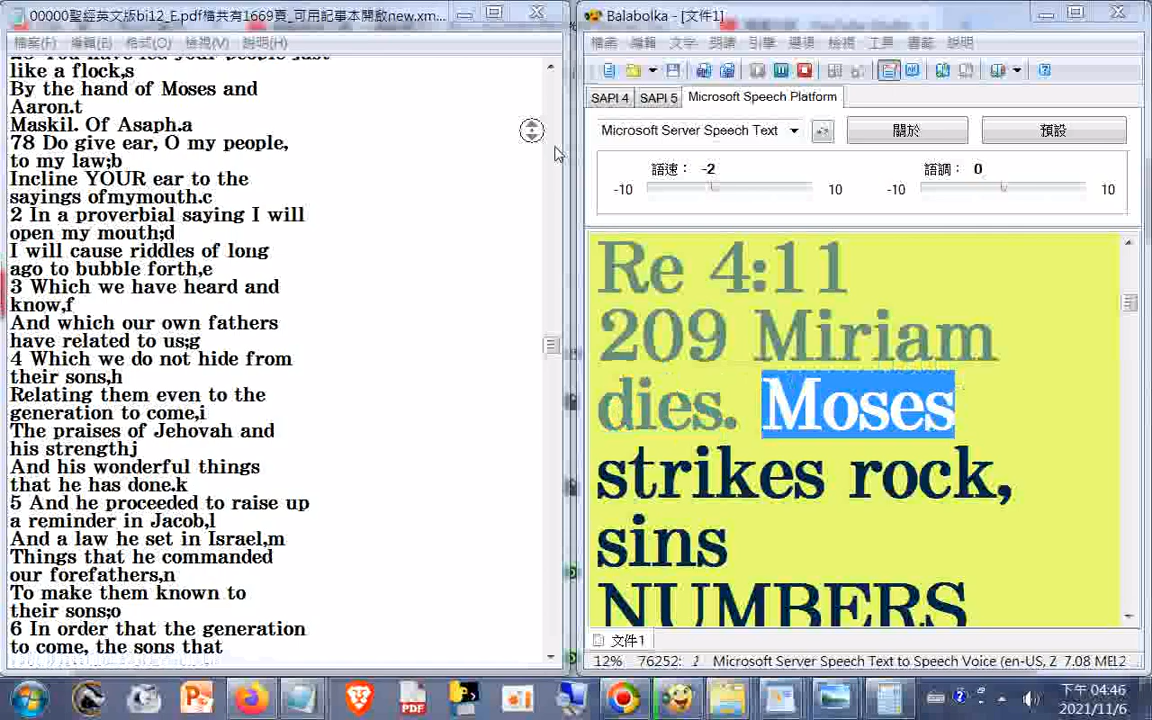 00000聖經英文版bi12_E.pdf檔共有1669頁_可用記事本開啟new.xm...
檔案(F) 編輯(E) 格式(O) 檢視(V) 說明(H)
20 You have led your people just
like a flock,s
By the hand of Moses and
Aaron.t
Maskil. Of Asaph.a
78 Do give ear, O my people,
to my law;b
Incline YOUR ear to the
sayings ofmymouth.c
2 In a proverbial saying I will
open my mouth;d
I will cause riddles of long
ago to bubble forth,e
3 Which we have heard and
know,f
And which our own fathers
have related to us;g
4 Which we do not hide from
their sons,h
Relating them even to the
generation to come,i
The praises of Jehovah and
his strengthj
And his wonderful things
that he has done.k
5 And he proceeded to raise up
a reminder in Jacob,l
And a law he set in Israel,m
Things that he commanded
our forefathers,n
To make them known to
their sons;o
6 In order that the generation
to come, the sons that
Balabolka - [文件1]
檔案 編輯 文字 朗讀 引擎 選項 檢視 工具 書籤 說明
SAPI 4 SAPI 5 Microsoft Speech Platform
Microsoft Server Speech Text 關於 預設
語速： -2 語調： 0
-10 10 -10 10
Re 4:11
209 Miriam
dies. Moses
strikes rock,
sins
NUMBERS
文件1
12% 76252: Microsoft Server Speech Text to Speech Voice (en-US, Z 7.08 ME
下午 04:46
2021/11/6